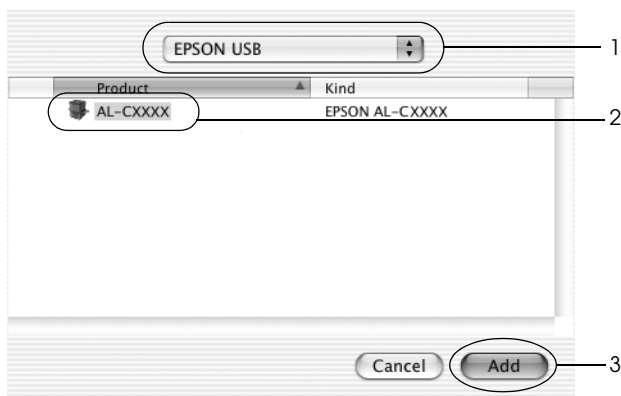 EPSON USB 1
Product Kind
AL-CXXXX EPSON AL-CXXXX
2
Cancel Add 3